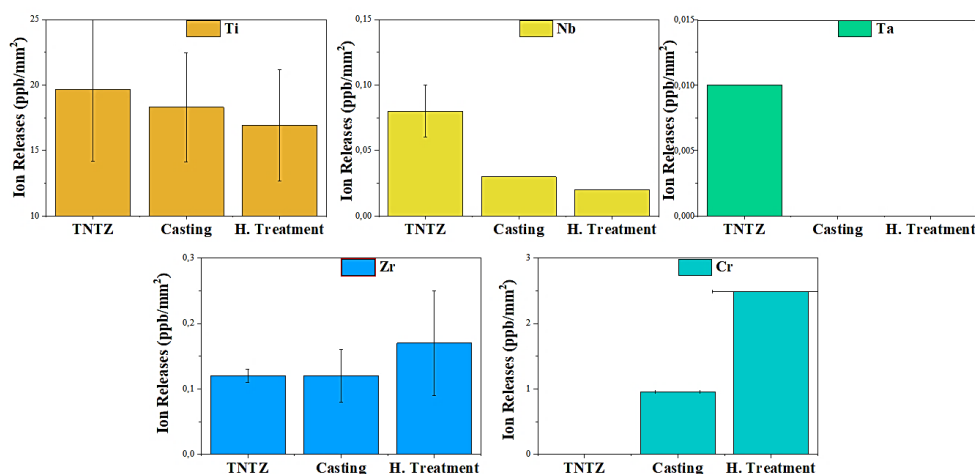 Ti
Ion Releases (ppb/mm²)
25
20
15
10
TNTZ Casting H. Treatment
Nb
Ion Releases (ppb/mm²)
0,15
0,10
0,05
0,00
TNTZ Casting H. Treatment
Ta
Ion Releases (ppb/mm²)
0,015
0,010
0,005
0,000
TNTZ Casting H. Treatment
Zr
Ion Releases (ppb/mm²)
0,3
0,2
0,1
0,0
TNTZ Casting H. Treatment
Cr
Ion Releases (ppb/mm²)
3
2
1
0
TNTZ Casting H. Treatment